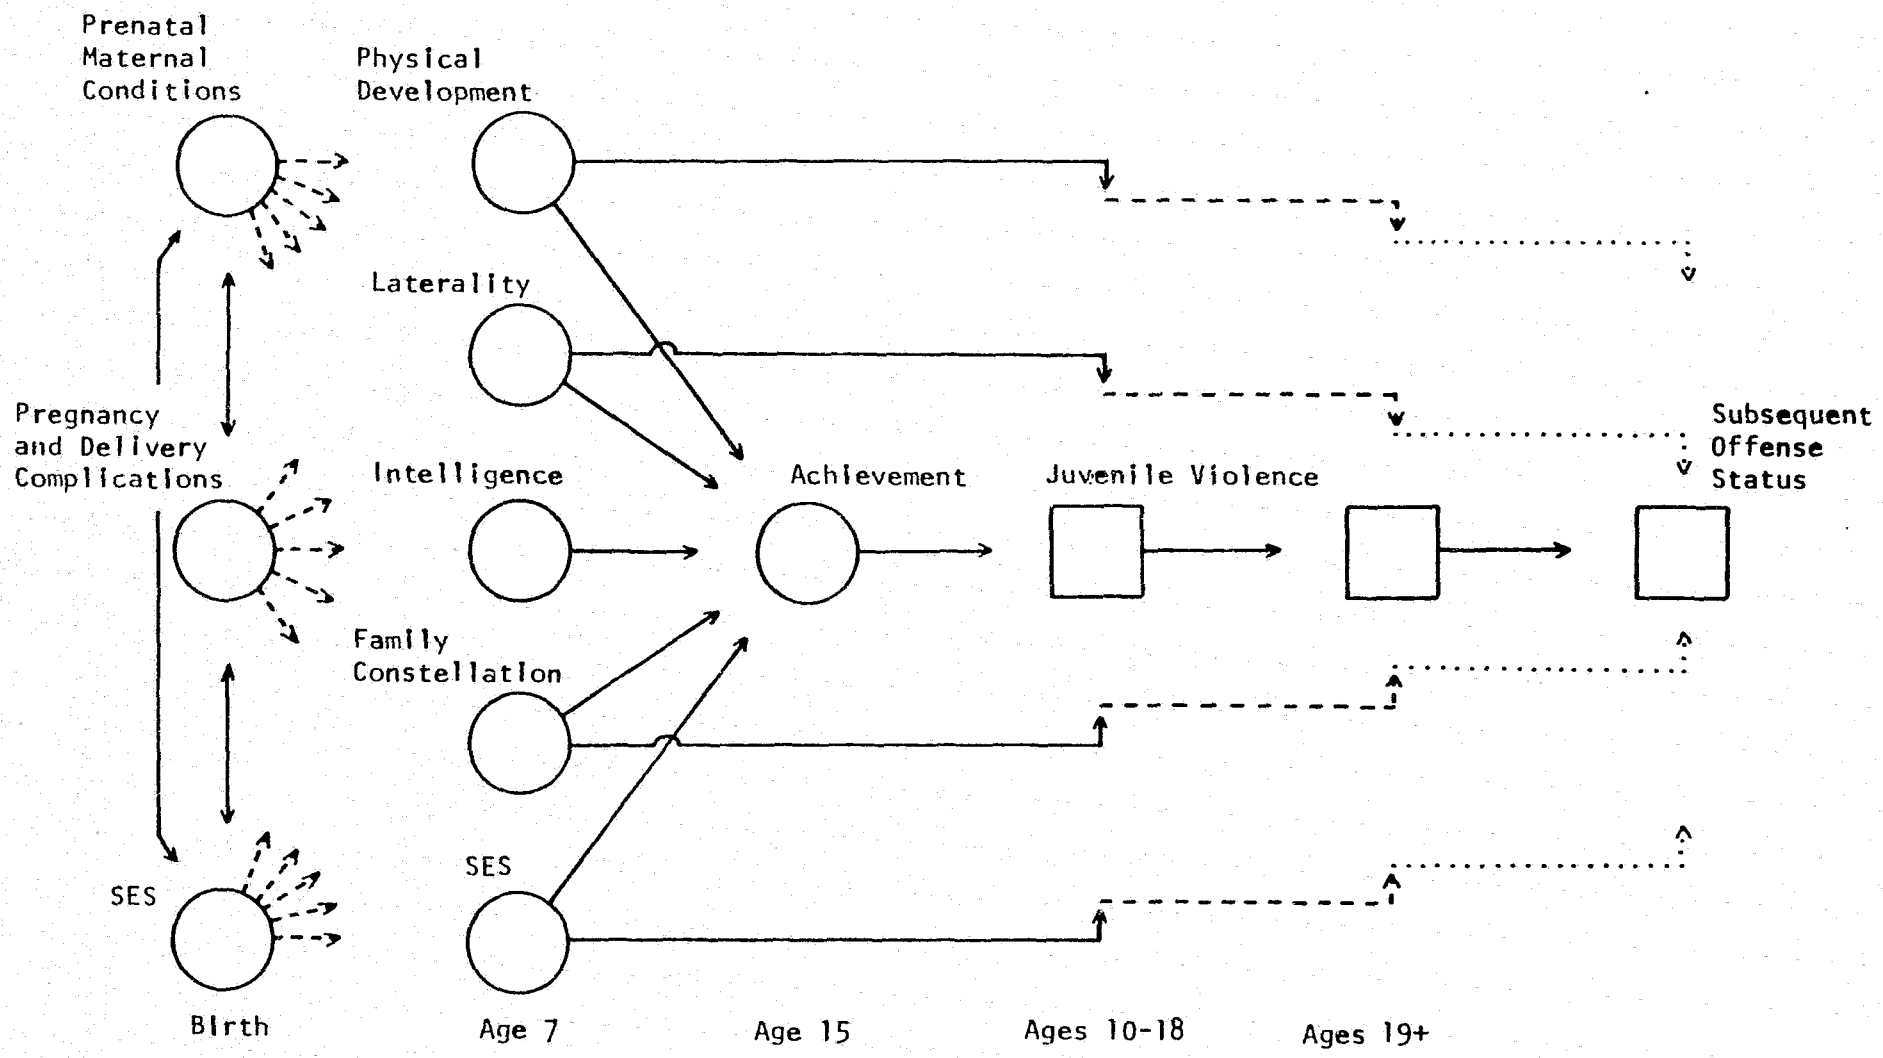 Prenatal
Maternal
Conditions
Physical
Development
Laterality
Pregnancy
and Delivery
Complications
Intelligence
Achievement
Juvenile Violence
Subsequent
Offense
Status
Family
Constellation
SES
SES
Birth
Age 7
Age 15
Ages 10-18
Ages 19+